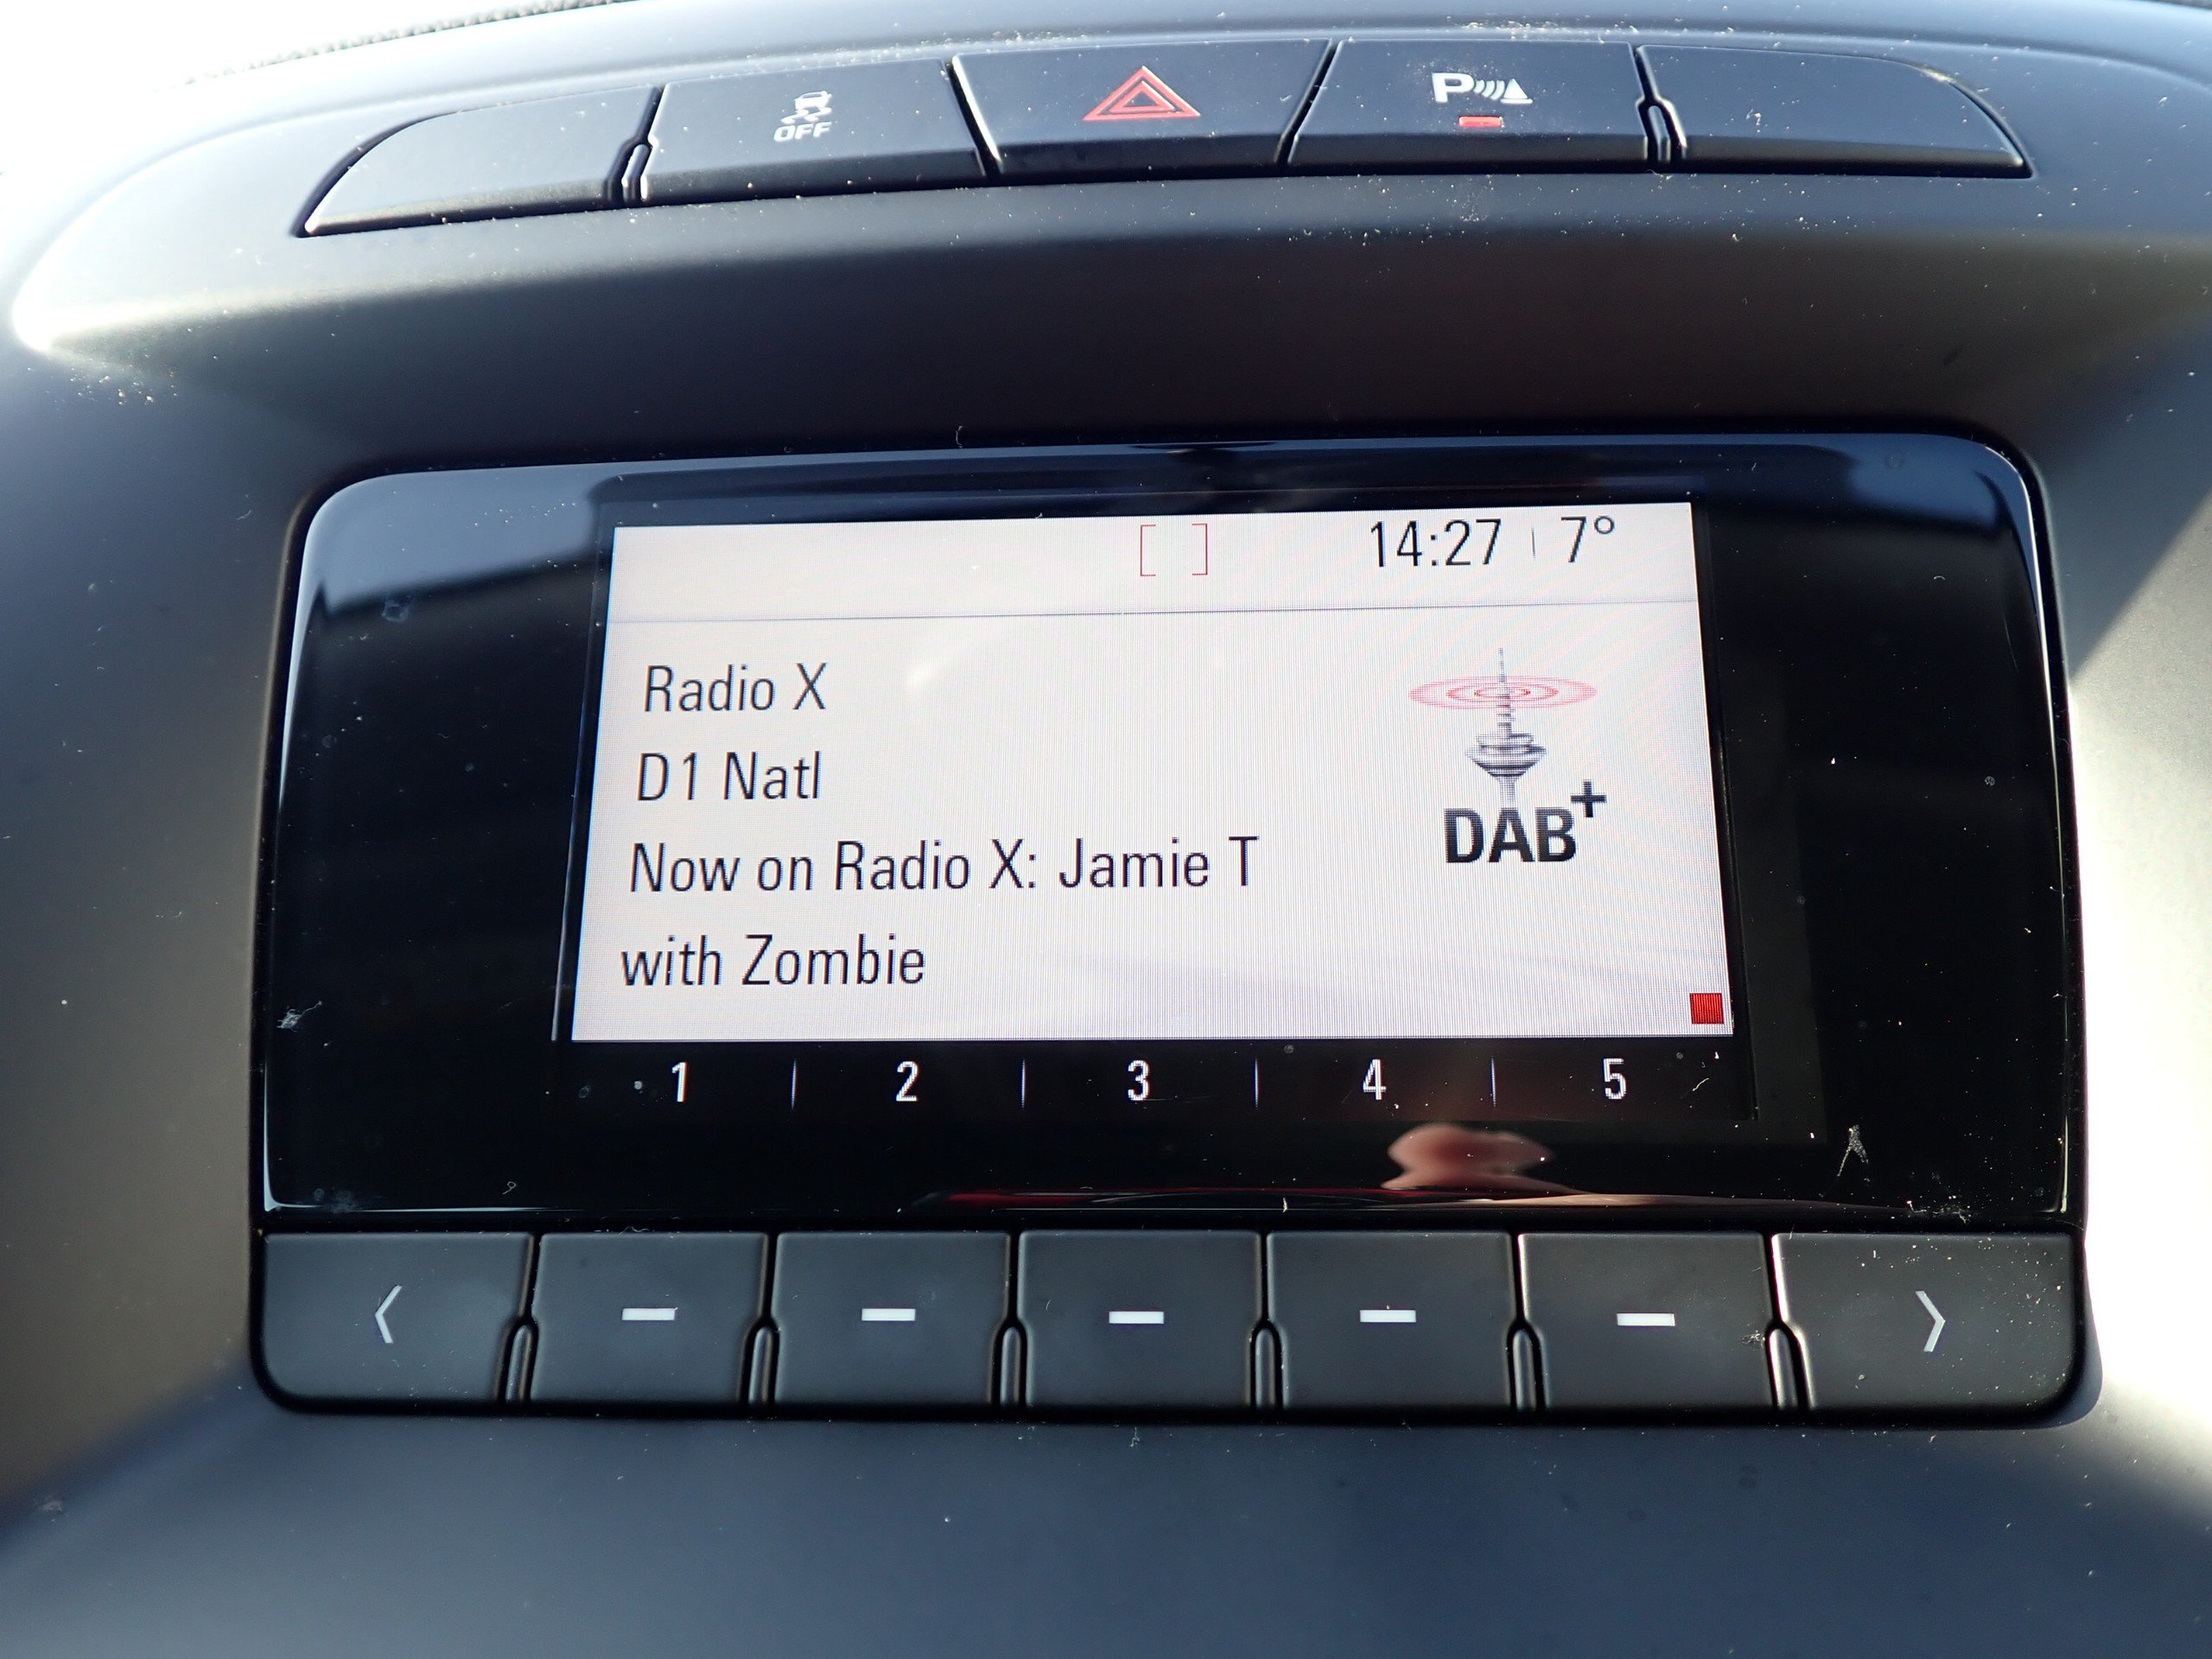 OFF
P
[ ] 14:27 7°
Radio X
D1 Natl
Now on Radio X: Jamie T
with Zombie
DAB+
1 2 3 4 5